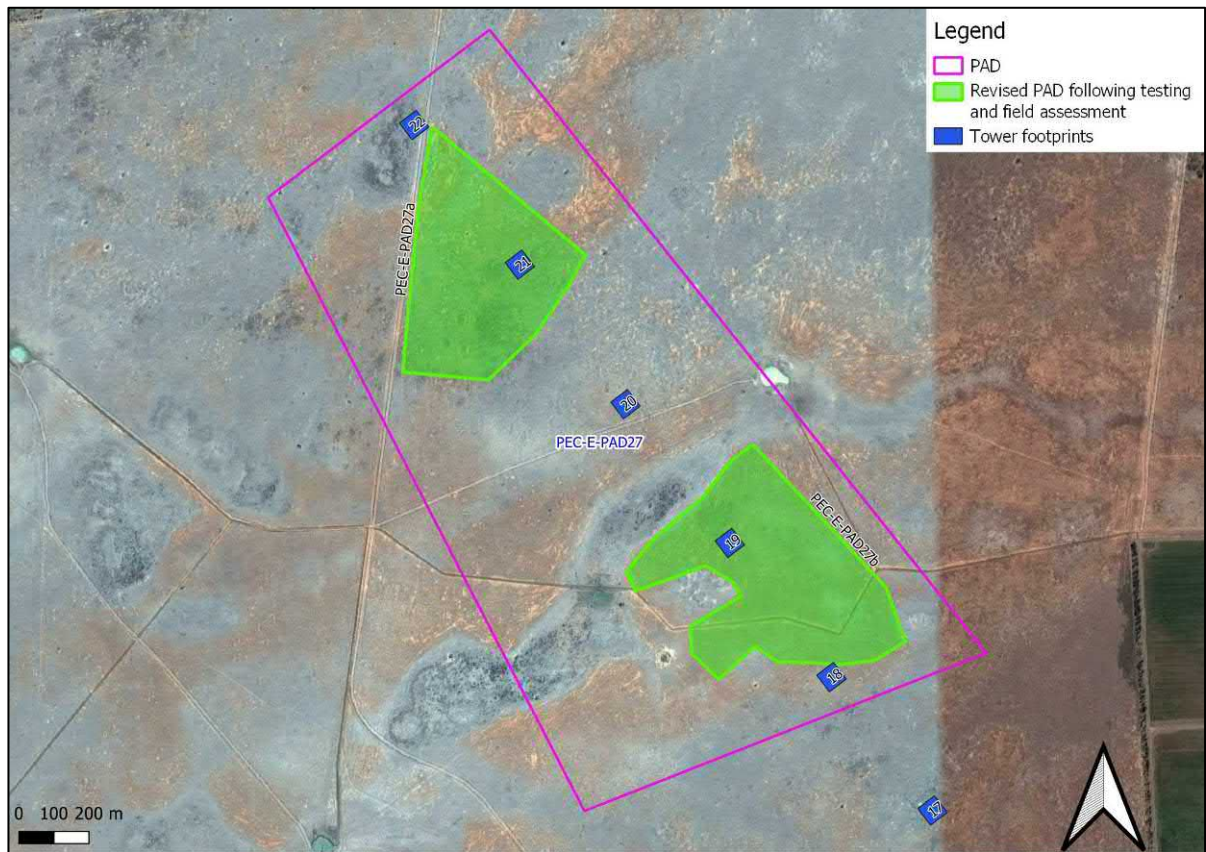 Legend
PAD
Revised PAD following testing
and field assessment
Tower footprints
22
PEC-E-PAD27a
21
20
PEC-E-PAD27
19
PEC-E-PAD27b
18
17
0 100 200 m